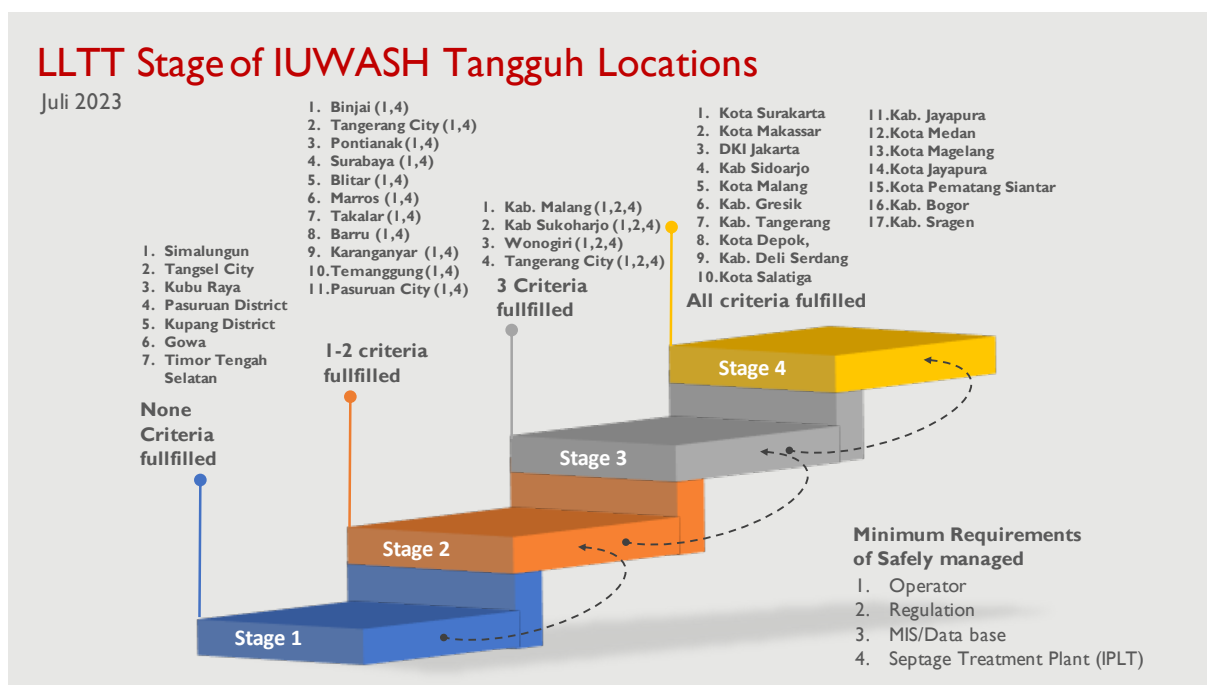 LLTT Stage of IUWASH Tangguh Locations
Juli 2023
1. Simalungun
2. Tangsel City
3. Kubu Raya
4. Pasuruan District
5. Kupang District
6. Gowa
7. Timor Tengah
Selatan
None
Criteria
fullfilled
1. Binjai (1,4)
2. Tangerang City (1,4)
3. Pontianak (1,4)
4. Surabaya (1,4)
5. Blitar (1,4)
6. Marros (1,4)
7. Takalar (1,4)
8. Barru (1,4)
9. Karanganyar (1,4)
10.Temanggung (1,4)
11.Pasuruan City (1,4)
1-2 criteria
fullfilled
1. Kab. Malang (1,2,4)
2. Kab Sukoharjo (1,2,4)
3. Wonogiri (1,2,4)
4. Tangerang City (1,2,4)
3 Criteria
fullfilled
1. Kota Surakarta
2. Kota Makassar
3. DKI Jakarta
4. Kab Sidoarjo
5. Kota Malang
6. Kab. Gresik
7. Kab. Tangerang
8. Kota Depok,
9. Kab. Deli Serdang
10.Kota Salatiga
11.Kab. Jayapura
12.Kota Medan
13.Kota Magelang
14.Kota Jayapura
15.Kota Pematang Siantar
16.Kab. Bogor
17.Kab. Sragen
All criteria fulfilled
Stage 4
Stage 3
Stage 2
Stage 1
Minimum Requirements
of Safely managed
1. Operator
2. Regulation
3. MIS/Data base
4. Septage Treatment Plant (IPLT)